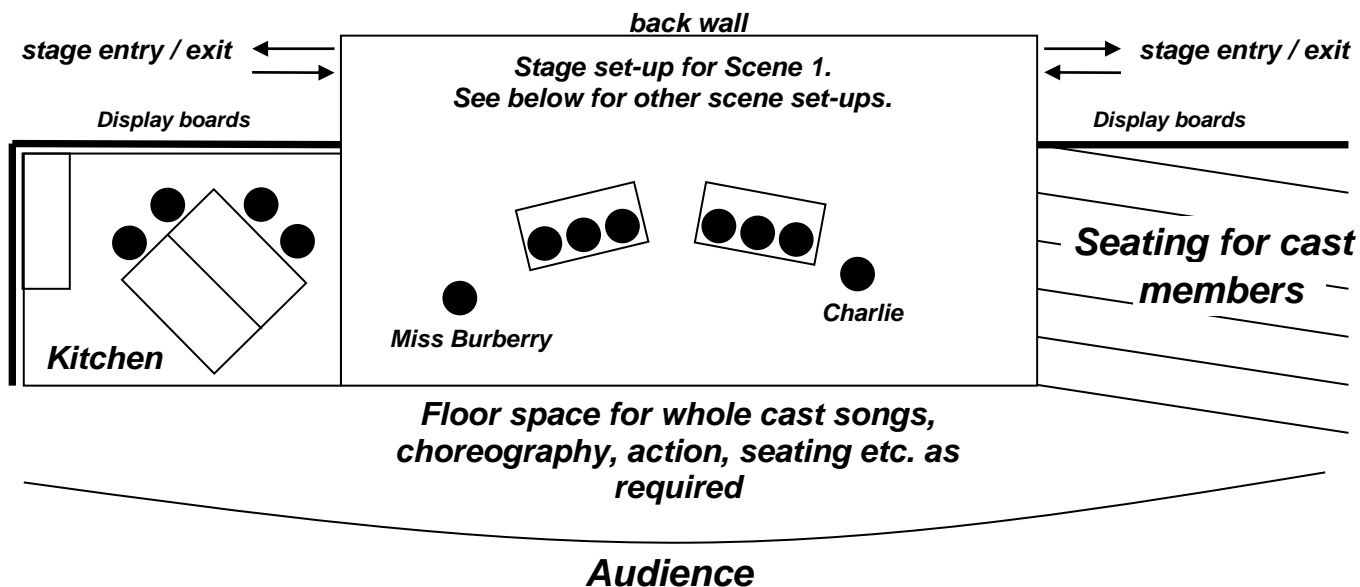 back wall
stage entry / exit
stage entry / exit
Stage set-up for Scene 1.
See below for other scene set-ups.
Display boards
Display boards
Seating for cast
members
Charlie
Miss Burberry
Kitchen
Floor space for whole cast songs,
choreography, action, seating etc. as
required
Audience